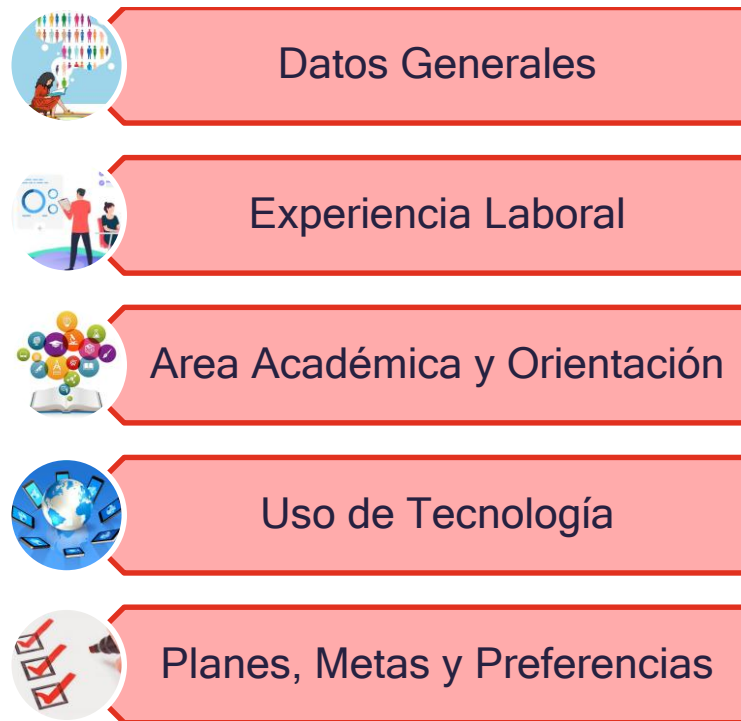 Datos Generales
Experiencia Laboral
Area Académica y Orientación
Uso de Tecnología
Planes, Metas y Preferencias